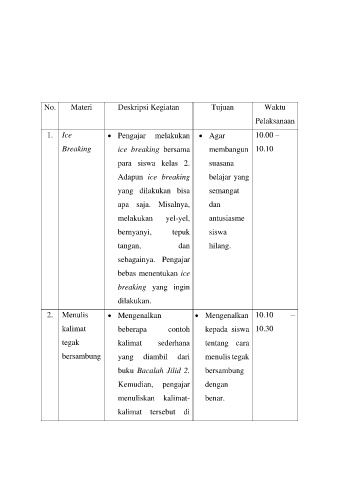 No. Materi Deskripsi Kegiatan Tujuan Waktu
Pelaksanaan
1. Ice
Breaking
• Pengajar melakukan
ice breaking bersama
para siswa kelas 2.
Adapun ice breaking
yang dilakukan bisa
apa saja. Misalnya,
melakukan yel-yel,
bernyanyi, tepuk
tangan, dan
sebagainya. Pengajar
bebas menentukan ice
breaking yang ingin
dilakukan.
• Agar
membangun
suasana
belajar yang
semangat
dan
antusiasme
siswa
hilang.
10.00 –
10.10
2. Menulis
kalimat
tegak
bersambung
• Mengenalkan
beberapa contoh
kalimat sederhana
yang diambil dari
buku Bacalah Jilid 2.
Kemudian, pengajar
menuliskan kalimat-
kalimat tersebut di
• Mengenalkan
kepada siswa
tentang cara
menulis tegak
bersambung
dengan
benar.
10.10 –
10.30